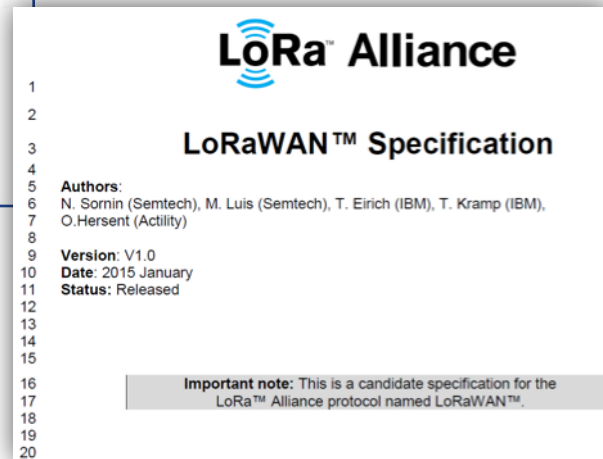 LoRa™ Alliance
1
2
3 LoRaWAN™ Specification
4
5 Authors:
6 N. Sornin (Semtech), M. Luis (Semtech), T. Eirich (IBM), T. Kramp (IBM),
7 O.Hersent (Actility)
8
9 Version: V1.0
10 Date: 2015 January
11 Status: Released
12
13
14
15
16 Important note: This is a candidate specification for the
17 LoRa™ Alliance protocol named LoRaWAN™.
18
19
20